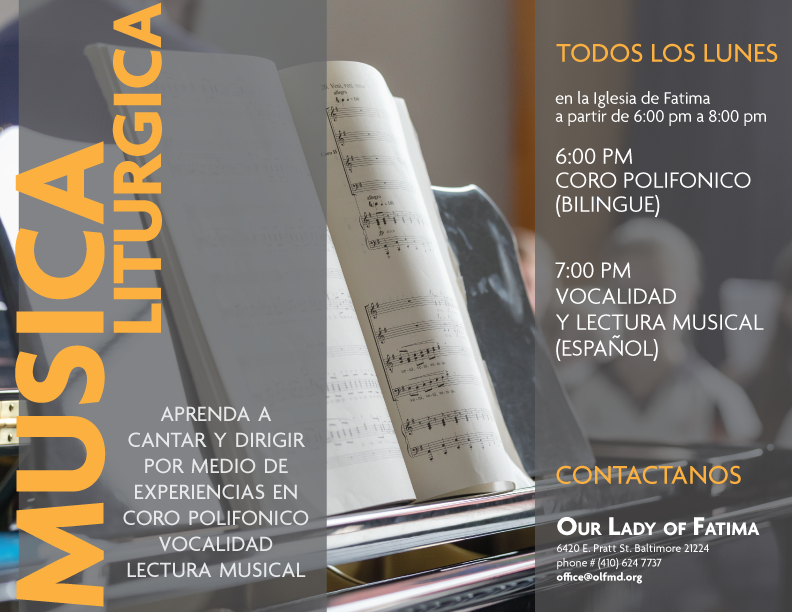 MUSICA
LITURGICA
APRENDA A
CANTAR Y DIRIGIR
POR MEDIO DE
EXPERIENCIAS EN
CORO POLIFONICO
VOCALIDAD
LECTURA MUSICAL
allegro
allegro
TODOS LOS LUNES
en la Iglesia de Fatima
a partir de 6:00 pm a 8:00 pm
6:00 PM
CORO POLIFONICO
(BILINGUE)
7:00 PM
VOCALIDAD
Y LECTURA MUSICAL
(ESPAÑOL)
CONTACTANOS
OUR LADY OF FATIMA
6420 E. Pratt St. Baltimore 21224
phone # (410) 624 7737
office@olfmd.org